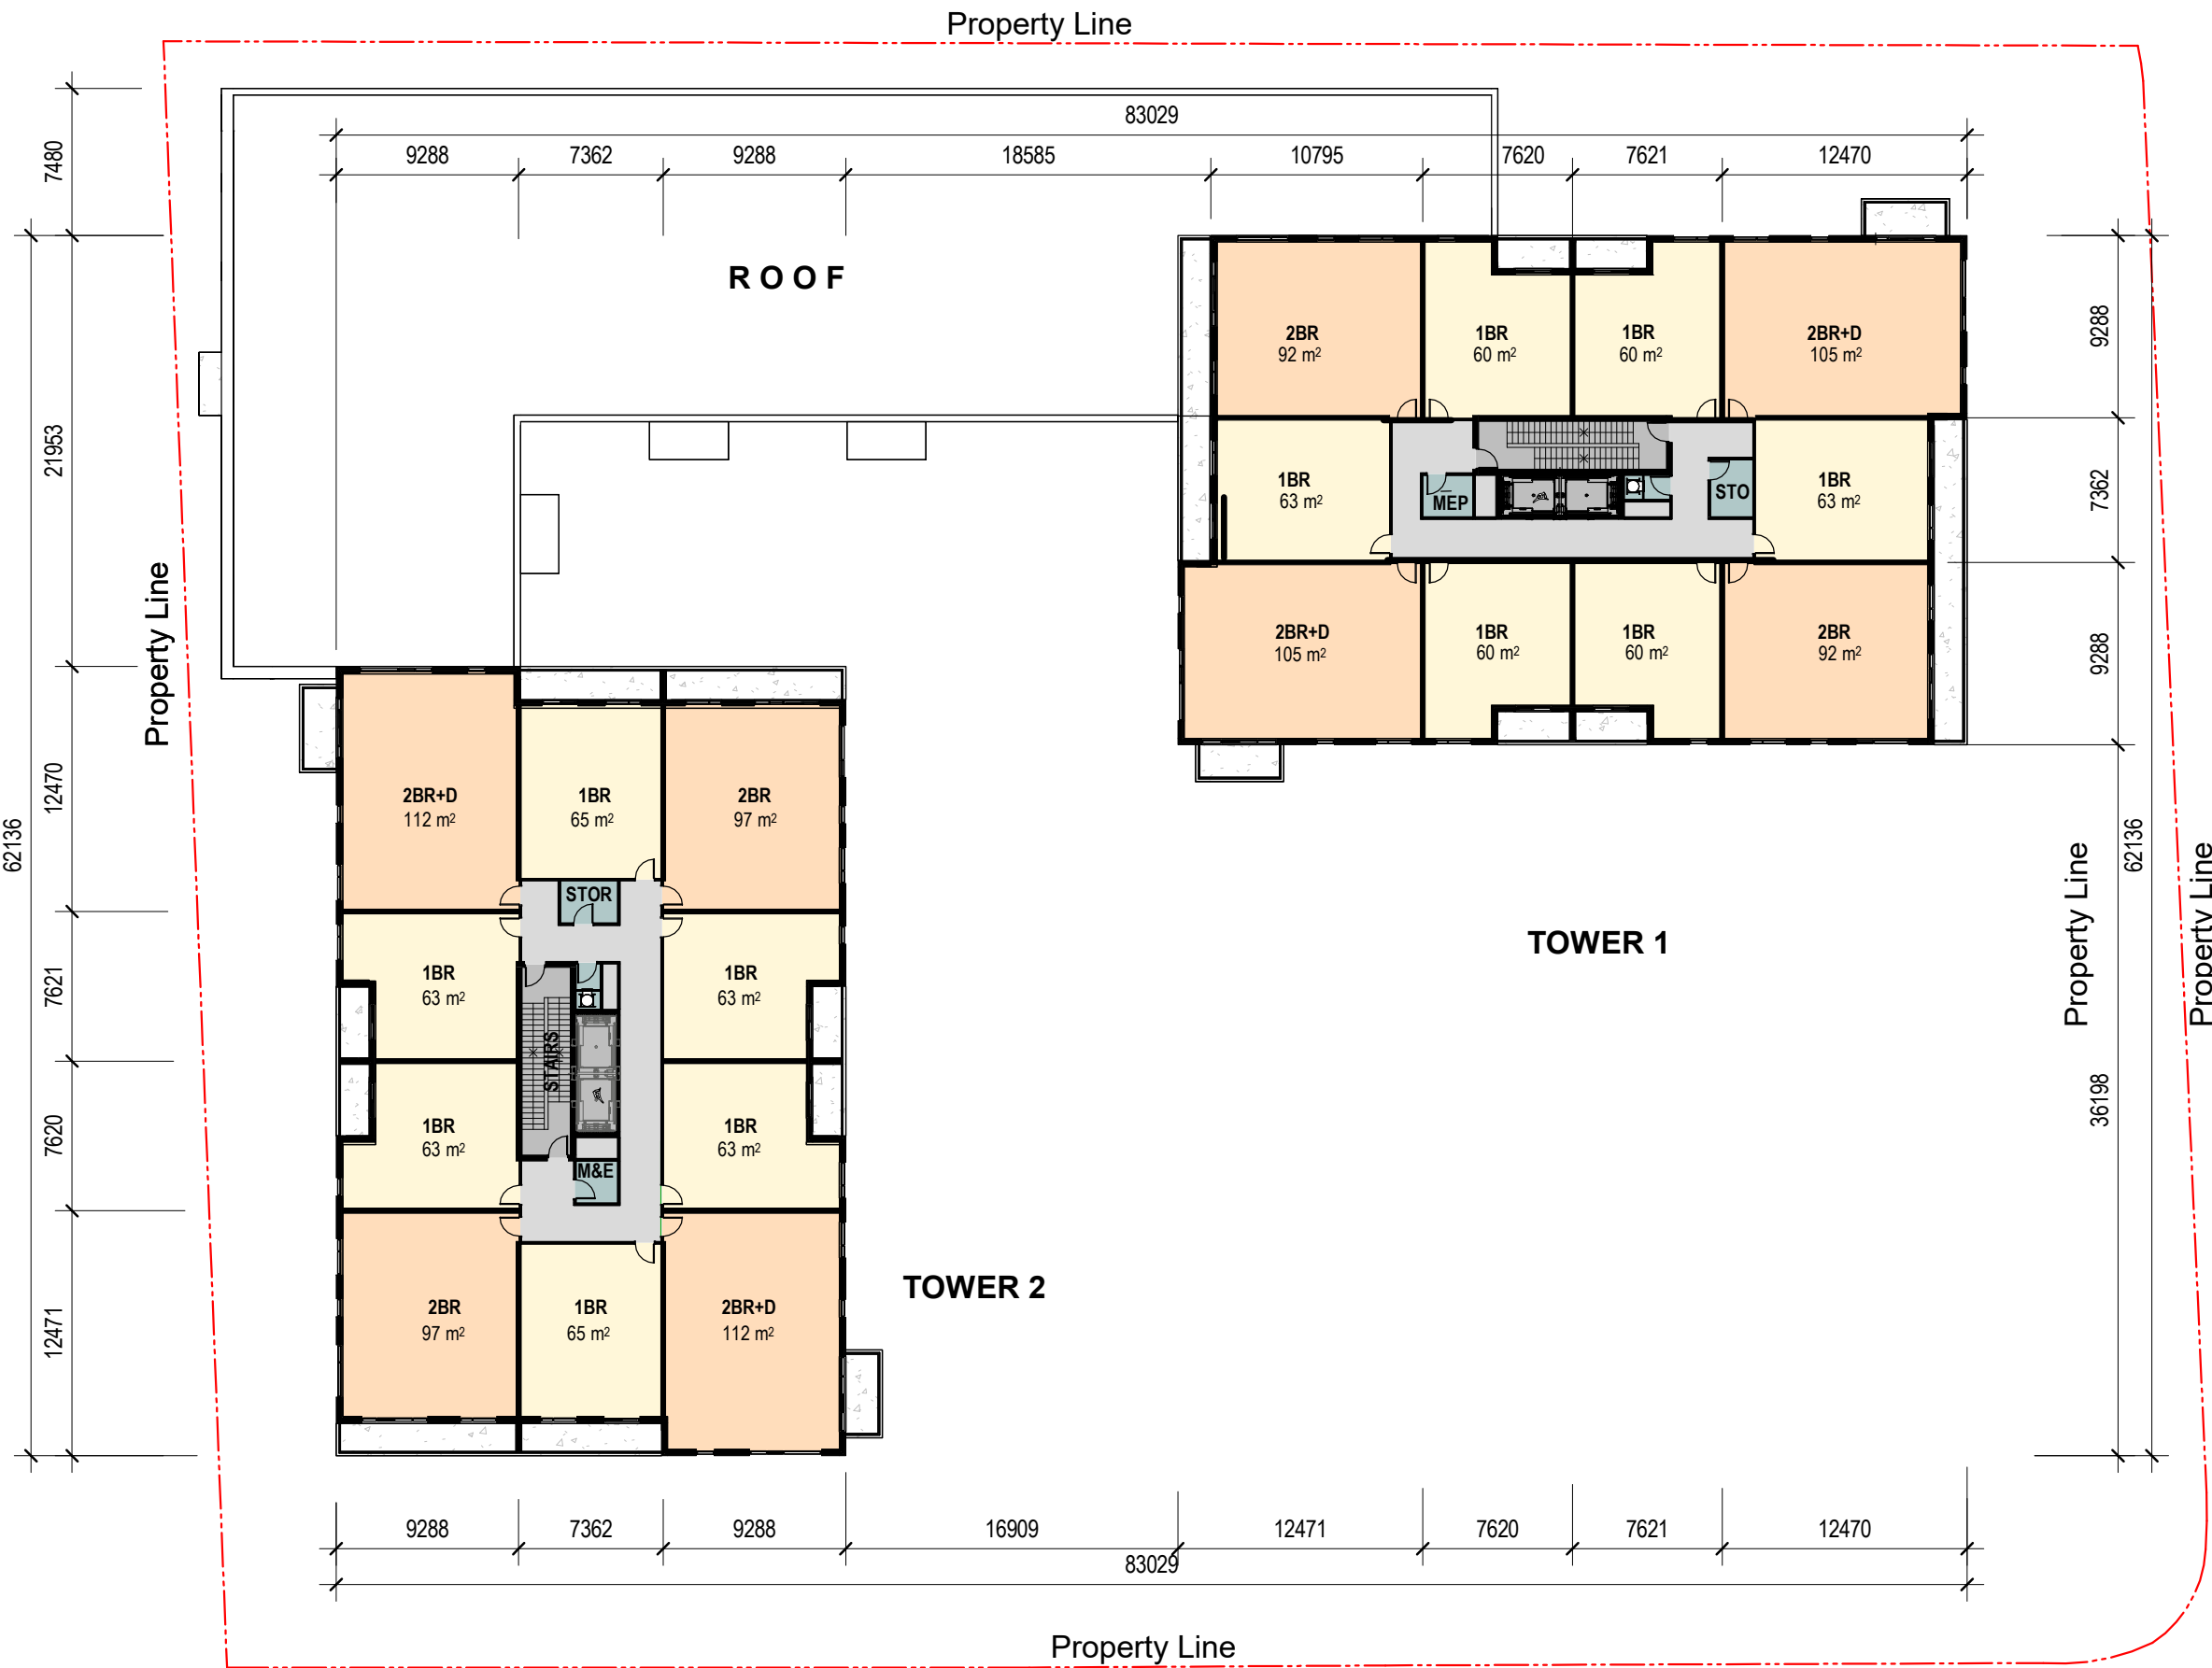 Property Line
83029
9288 7362 9288 18585 10795 7620 7621 12470
7480
ROOF
2BR
92 m²
1BR
60 m²
1BR
60 m²
2BR+D
105 m²
9288
21953
1BR
63 m²
MEP
STO
1BR
63 m²
7362
2BR+D
105 m²
1BR
60 m²
1BR
60 m²
2BR
92 m²
9288
Property Line
2BR+D
112 m²
1BR
65 m²
2BR
97 m²
12470
62136
62136
STOR
TOWER 1
Property Line
Property Line
1BR
63 m²
1BR
63 m²
7621
STAIRS
36198
1BR
63 m²
1BR
63 m²
7620
M&E
TOWER 2
2BR
97 m²
1BR
65 m²
2BR+D
112 m²
12471
9288 7362 9288 16909 12471 7620 7621 12470
83029
Property Line